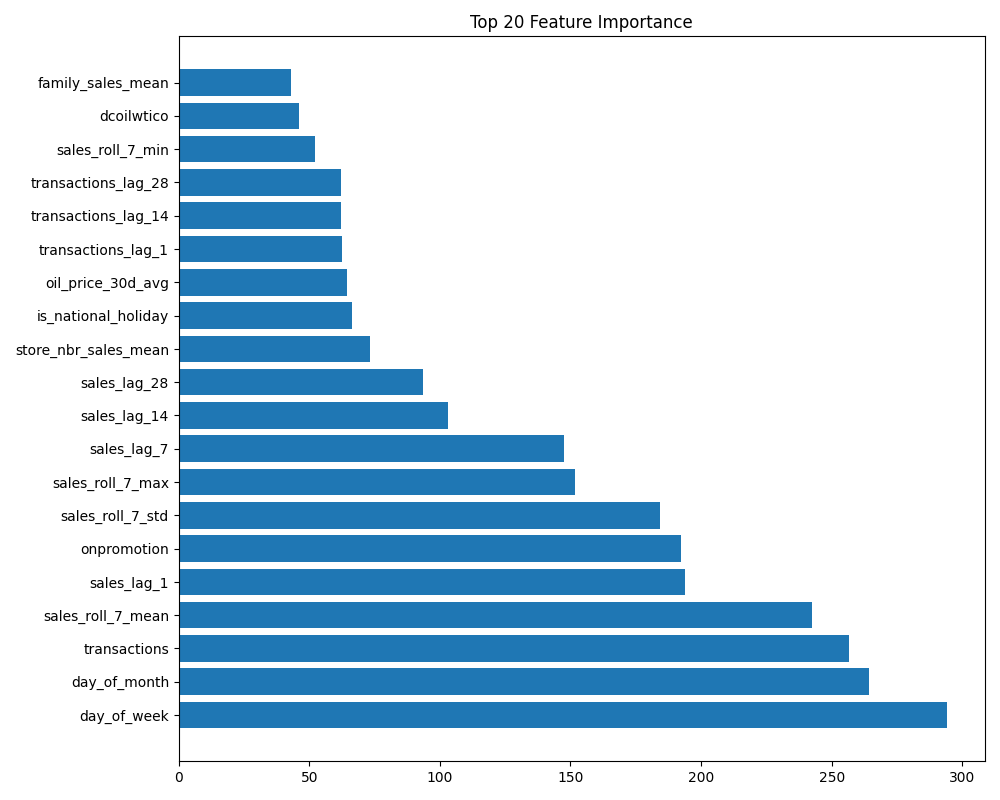 Top 20 Feature Importance
family_sales_mean
dcoilwtico
sales_roll_7_min
transactions_lag_28
transactions_lag_14
transactions_lag_1
oil_price_30d_avg
is_national_holiday
store_nbr_sales_mean
sales_lag_28
sales_lag_14
sales_lag_7
sales_roll_7_max
sales_roll_7_std
onpromotion
sales_lag_1
sales_roll_7_mean
transactions
day_of_month
day_of_week
0 50 100 150 200 250 300